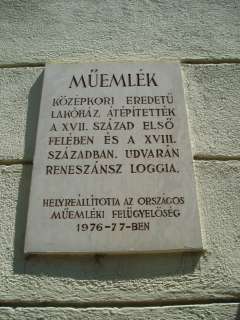 MŰEMLÉK
KÖZÉPKORI EREDETŰ
LAKÓHÁZ. ÁTÉPÍTETTÉK
A XVII. SZÁZAD ELSŐ
FELÉBEN ÉS A XVIII.
SZÁZADBAN. UDVARÁN
RENESZÁNSZ LOGGIA.
HELYREÁLLÍTOTTA AZ ORSZÁGOS
MŰEMLÉKI FELÜGYELŐSÉG
1976-77-BEN